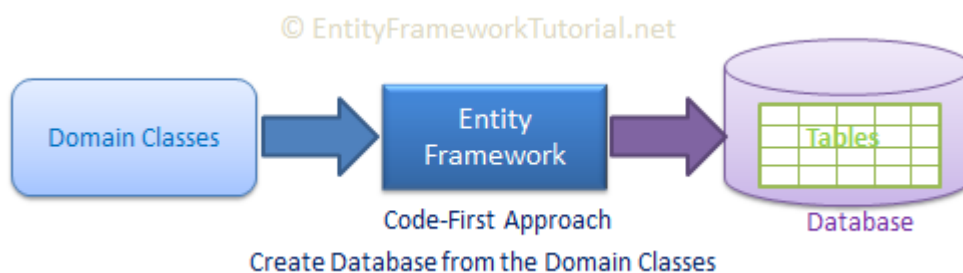 © EntityFrameworkTutorial.net
Domain Classes
Entity
Framework
Tables
Code-First Approach
Database
Create Database from the Domain Classes